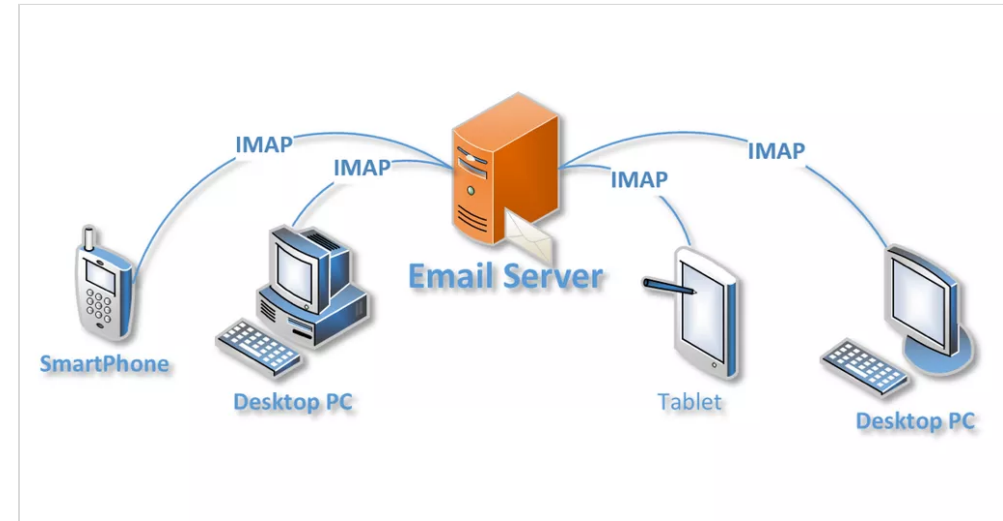 IMAP
IMAP
IMAP
IMAP
Email Server
SmartPhone
Desktop PC
Tablet
Desktop PC